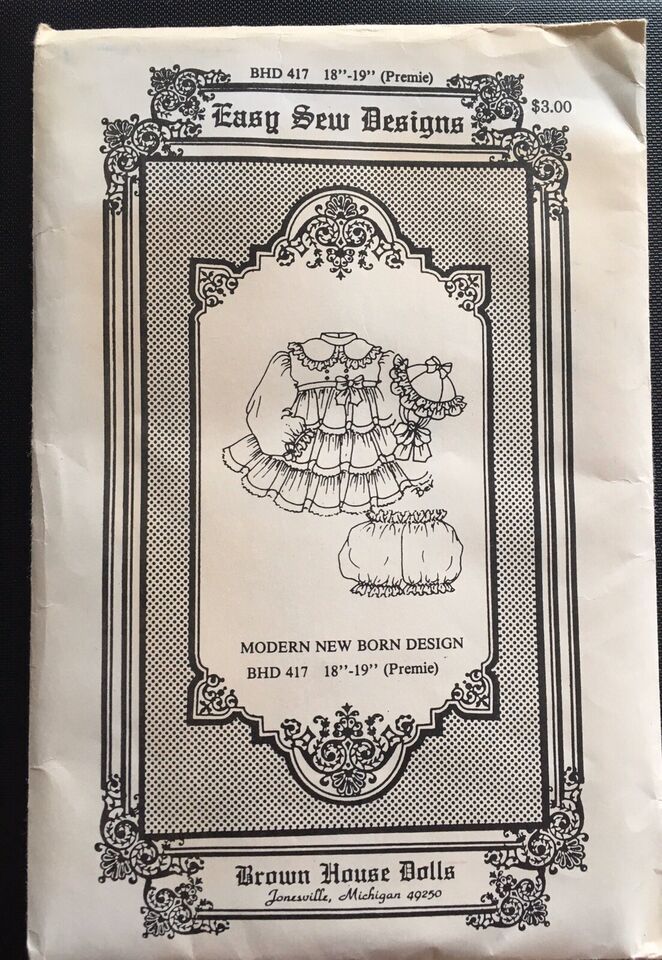 BHD 417 18"-19" (Premie)
$3.00
Easy Sew Designs
MODERN NEW BORN DESIGN
BHD 417 18"-19" (Premie)
Brown House Dolls
Jonesville, Michigan 49250